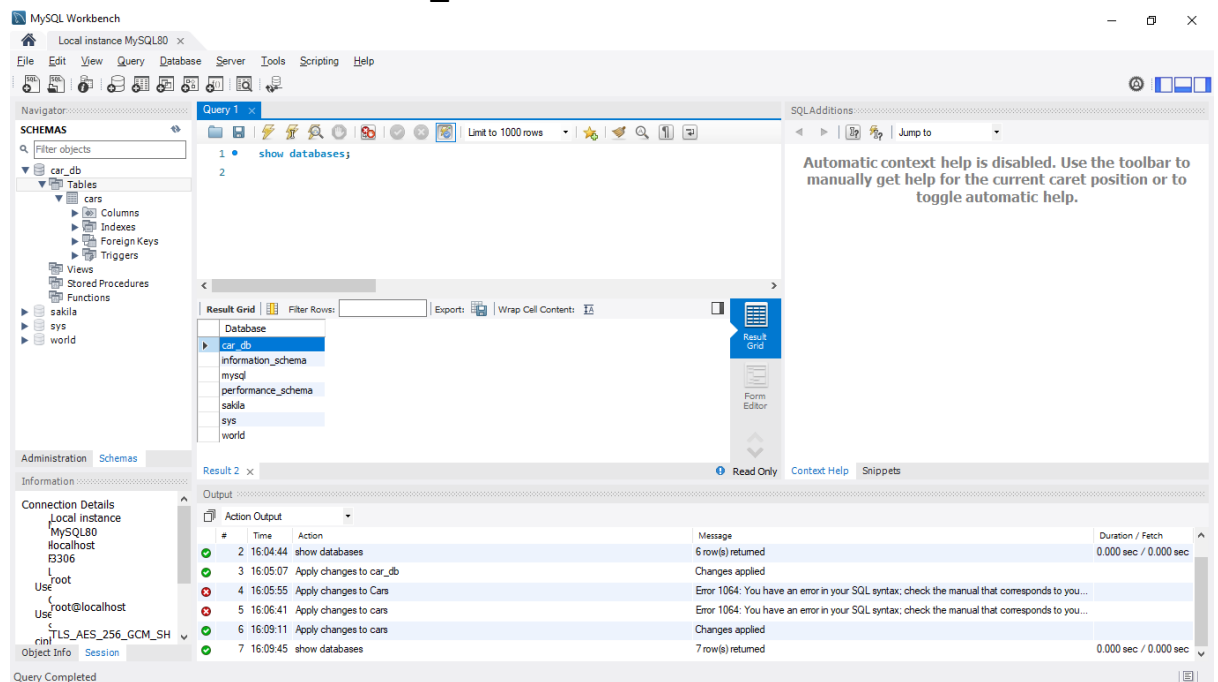 MySQL Workbench
Local instance MySQL80
File Edit View Query Database Server Tools Scripting Help
Navigator
SCHEMAS
Filter objects
car_db
Tables
cars
Columns
Indexes
Foreign Keys
Triggers
Views
Stored Procedures
Functions
sakila
sys
world
Administration Schemas
Query 1
Limit to 1000 rows
1 show databases;
2
Result Grid Filter Rows: Export: Wrap Cell Content:
Database
car_db
information_schema
mysql
performance_schema
sakila
sys
world
Result Grid
Form Editor
Result 2 Read Only
SQLAdditions
Jump to
Automatic context help is disabled. Use the toolbar to
manually get help for the current caret position or to
toggle automatic help.
Context Help Snippets
Information
Connection Details
Local instance
MySQL80
localhost
3306
root
Use
root@localhost
Use
TLS_AES_256_GCM_SH
Object Info Session
Output
Action Output
# Time Action Message Duration / Fetch
2 16:04:44 show databases 6 row(s) returned 0.000 sec / 0.000 sec
3 16:05:07 Apply changes to car_db Changes applied
4 16:05:55 Apply changes to Cars Error 1064: You have an error in your SQL syntax; check the manual that corresponds to you...
5 16:06:41 Apply changes to cars Error 1064: You have an error in your SQL syntax; check the manual that corresponds to you...
6 16:09:11 Apply changes to cars Changes applied
7 16:09:45 show databases 7 row(s) returned 0.000 sec / 0.000 sec
Query Completed